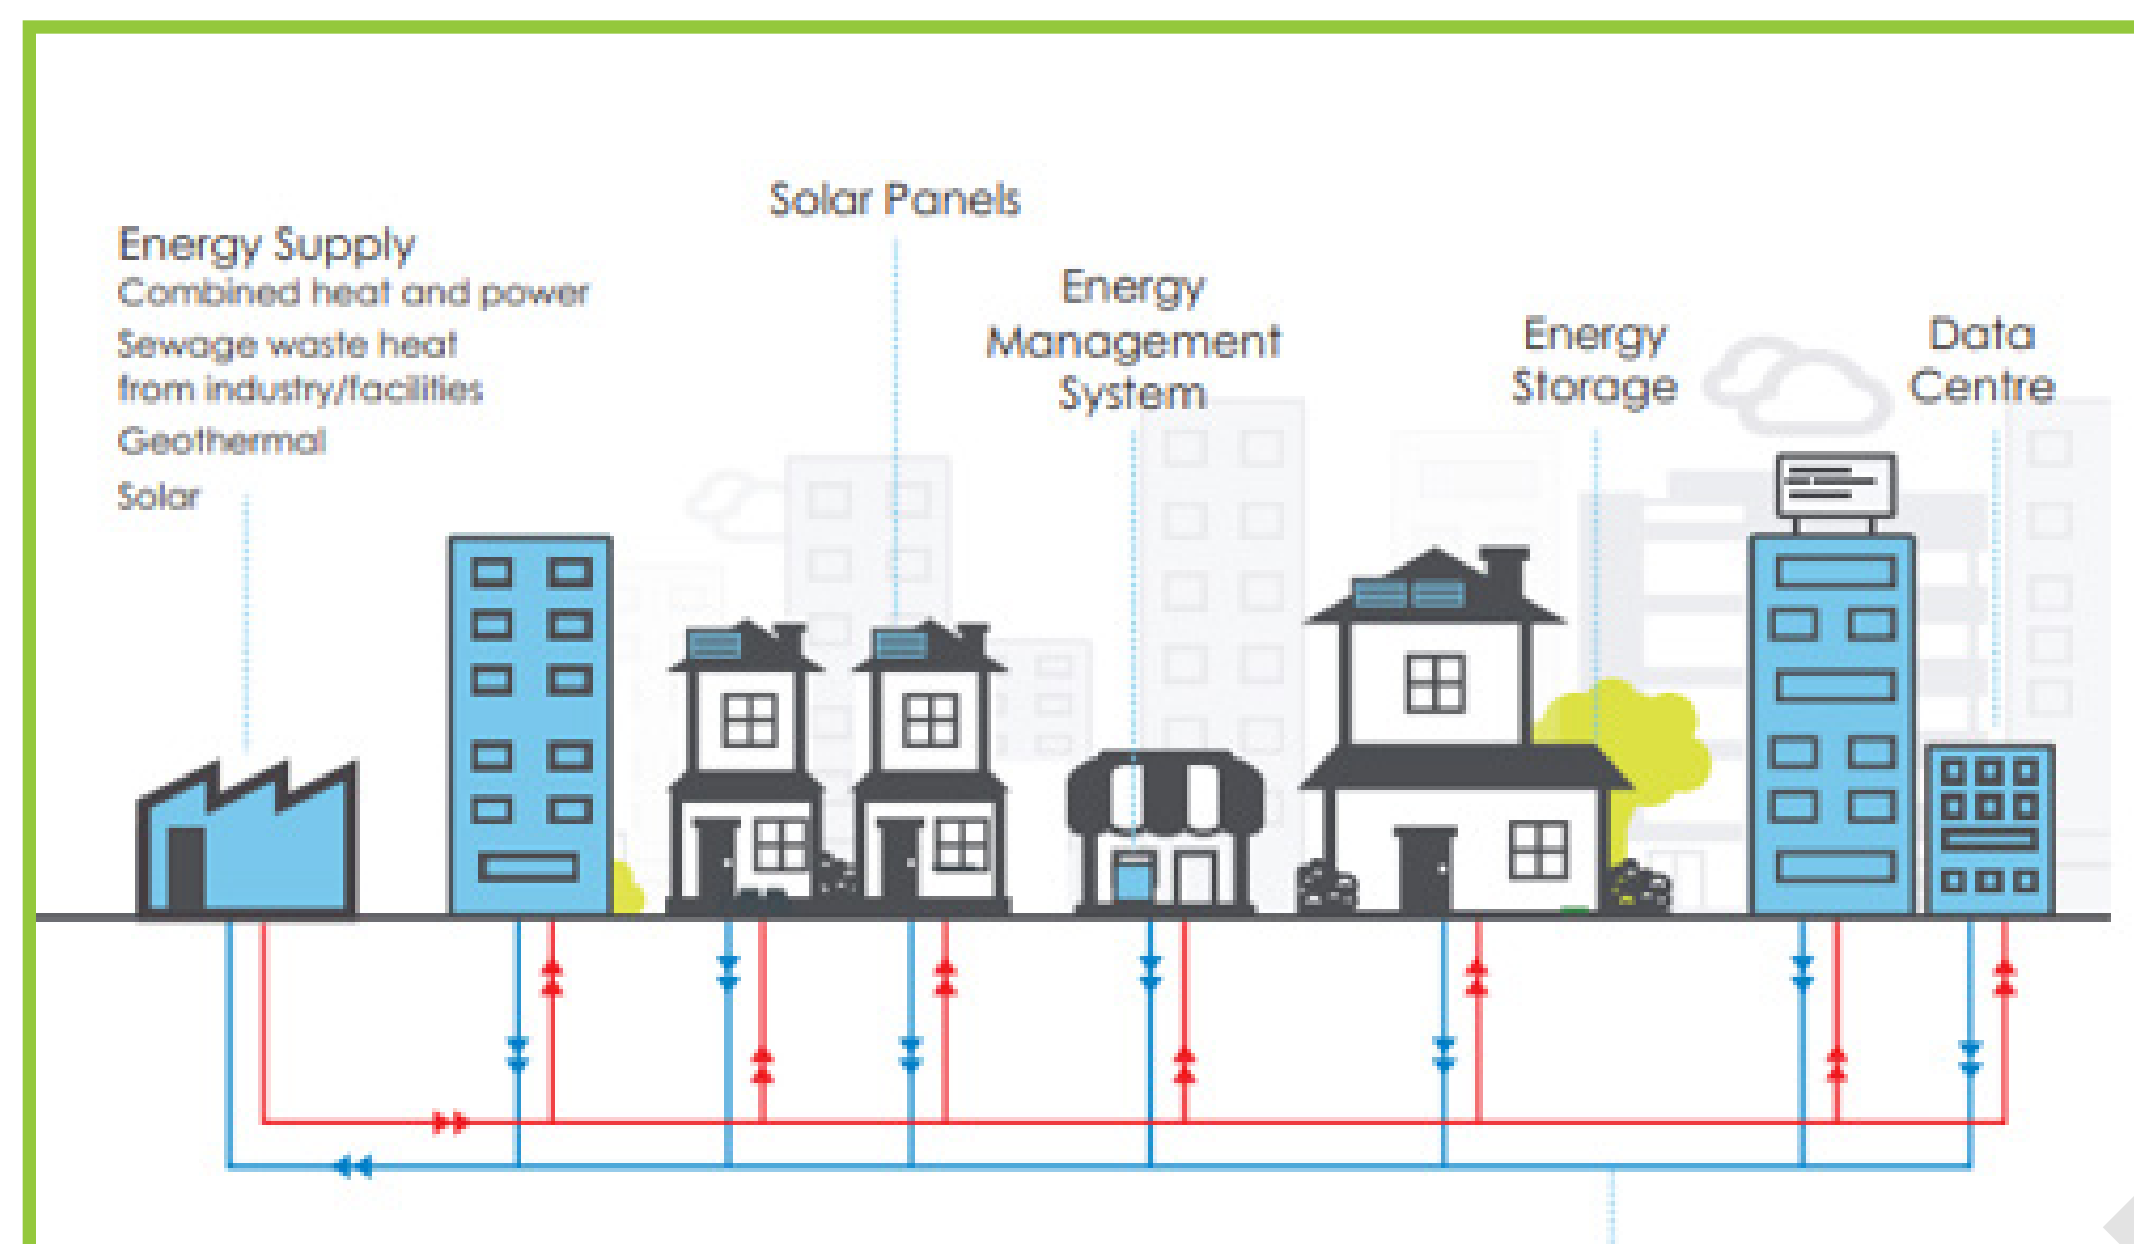 Solar Panels
Energy Supply
Combined heat and power
Sewage waste heat
from industry/facilities
Geothermal
Solar
Energy
Management
System
Energy
Storage
Data
Centre